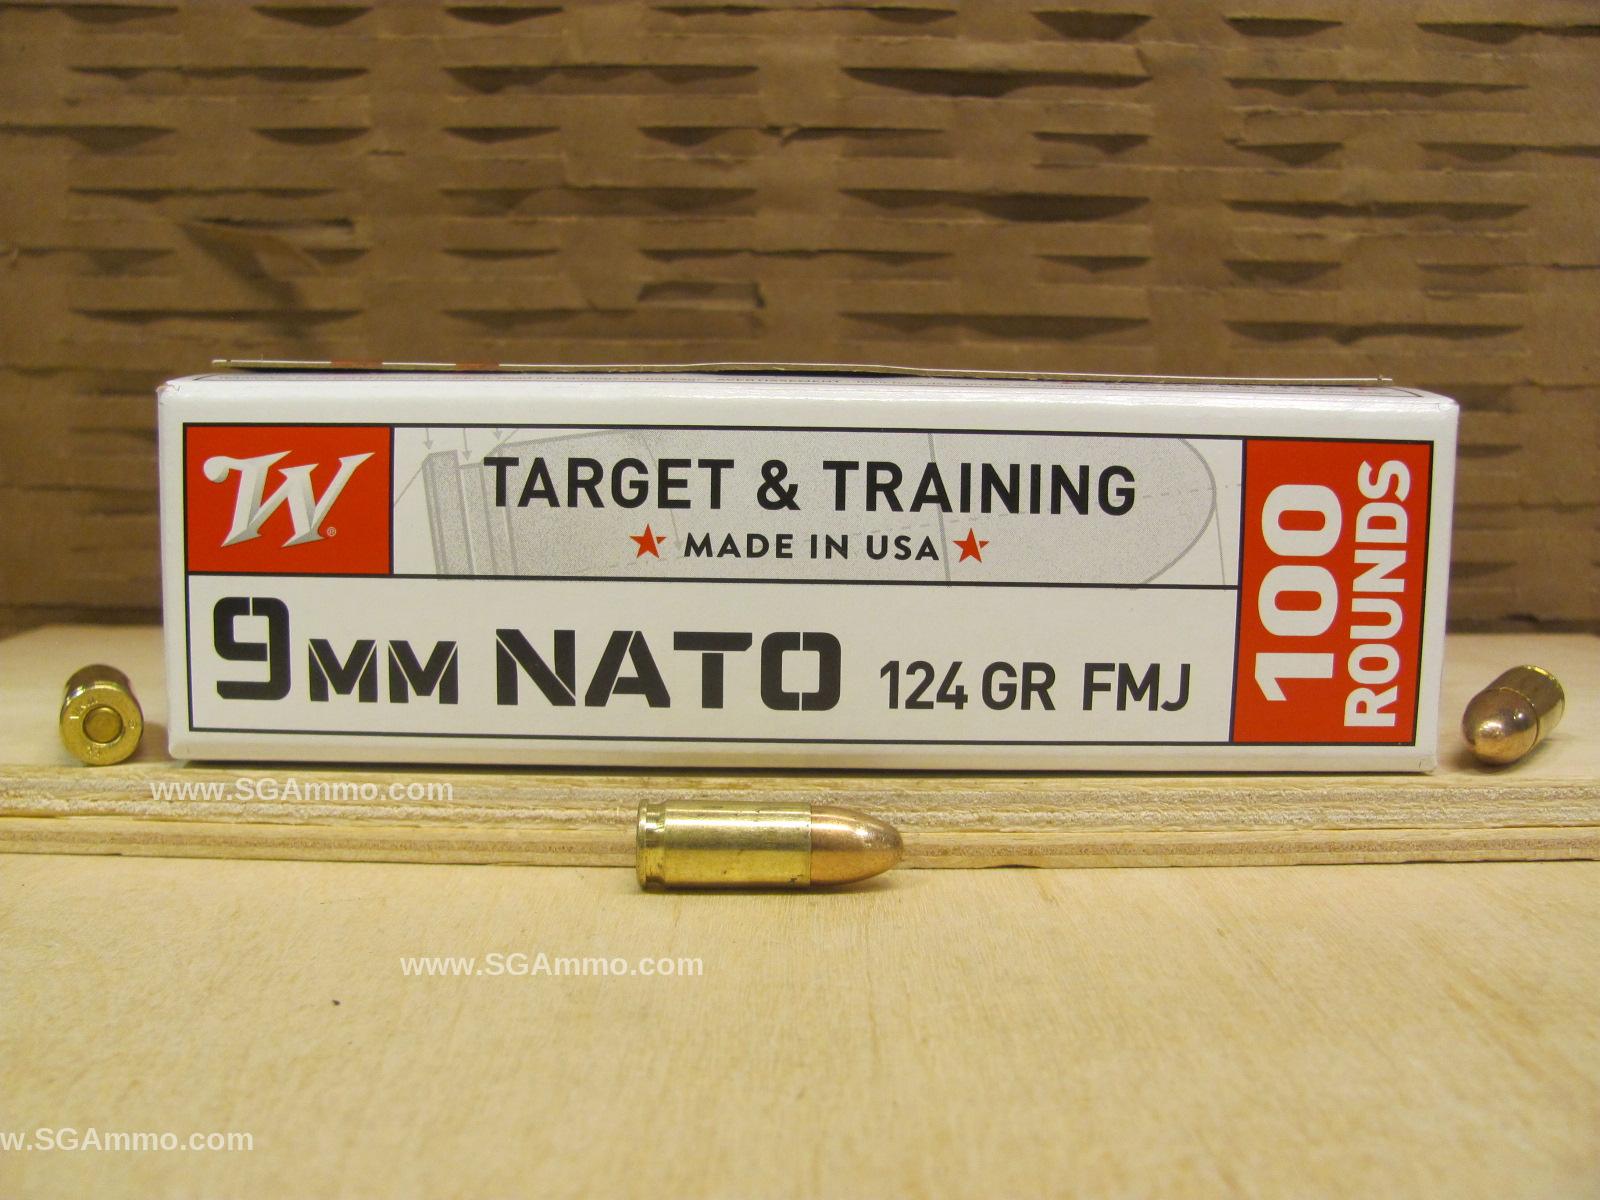 W®
TARGET & TRAINING
★ MADE IN USA ★
9MM NATO 124 GR FMJ
100
ROUNDS
www.SGAmmo.com
www.SGAmmo.com
w.SGAmmo.com